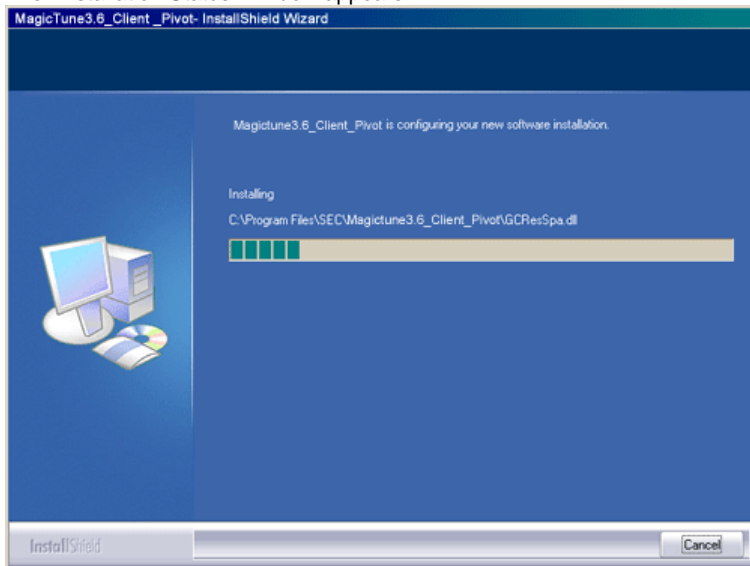 MagicTune3.6_Client _Pivot- InstallShield Wizard
Magictune3.6_Client_Pivot is configuring your new software installation.
Installing
C:\Program Files\SEC\Magictune3.6_Client_Pivot\GCResSpa.dll
InstallShield
Cancel